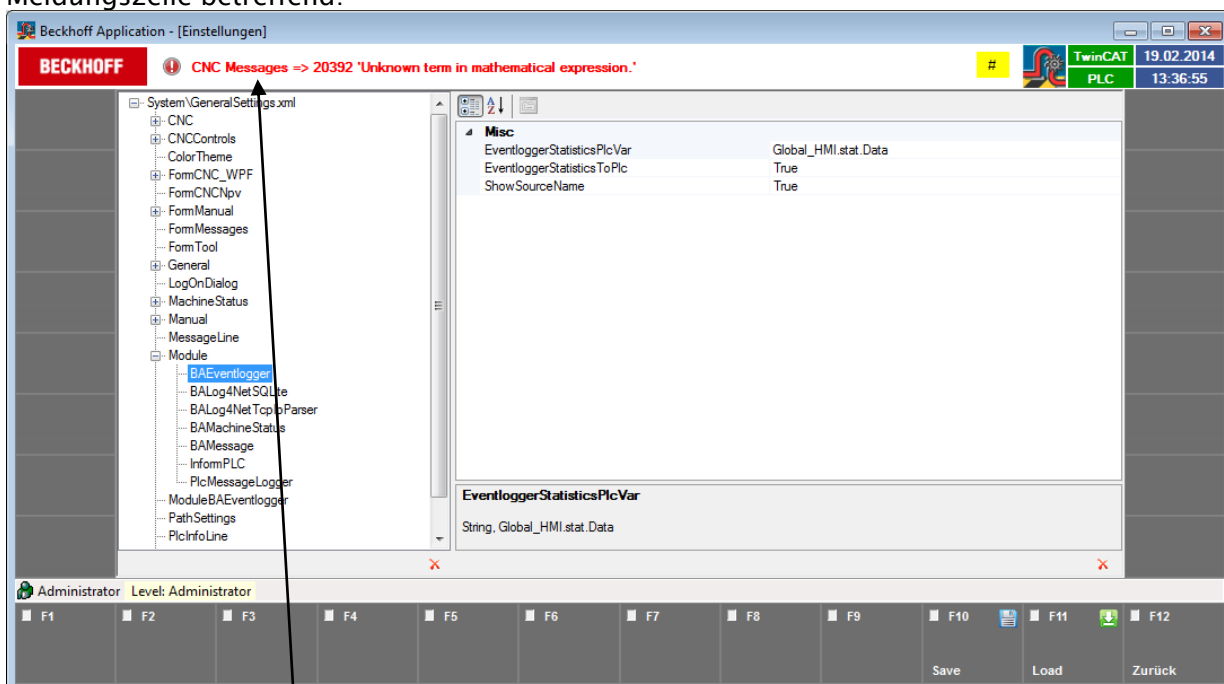 Meldungszeile betreffend.
Beckhoff Application - [Einstellungen]
BECKHOFF
CNC Messages => 20392 'Unknown term in mathematical expression.'
#
TwinCAT 19.02.2014
PLC 13:36:55
System\GeneralSettings.xml
CNC
CNCControls
ColorTheme
FormCNC_WPF
FormCNCNpv
FormManual
FormMessages
FormTool
General
LogOnDialog
MachineStatus
Manual
MessageLine
Module
BAEventlogger
BALog4NetSQLite
BALog4NetTcpIpParser
BAMachineStatus
BAMessage
InformPLC
PlcMessageLogger
ModuleBAEventlogger
PathSettings
PlcInfoLine
Misc
EventloggerStatisticsPlcVar Global_HMI.stat.Data
EventloggerStatisticsToPlc True
ShowSourceName True
EventloggerStatisticsPlcVar
String, Global_HMI.stat.Data
Administrator Level: Administrator
F1 F2 F3 F4 F5 F6 F7 F8 F9 F10 F11 F12
Save Load Zurück